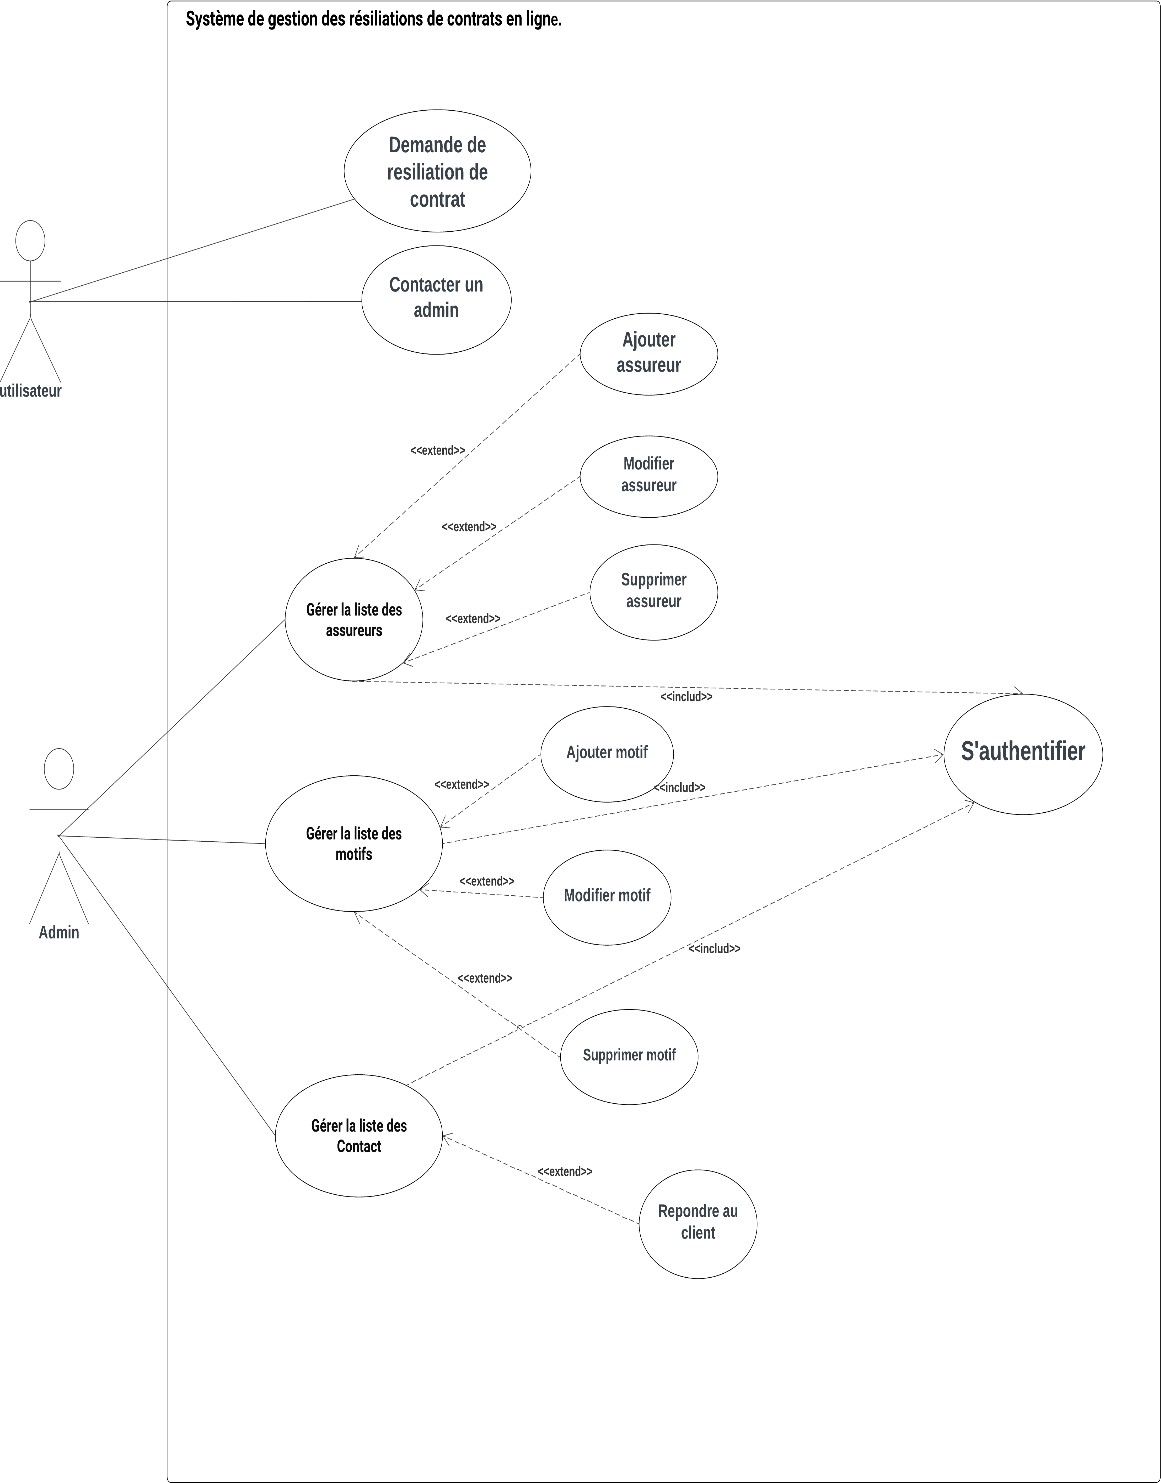 Système de gestion des résiliations de contrats en ligne.
Demande de
resiliation de
contrat
Contacter un
admin
utilisateur
Ajouter
assureur
<<extend>>
Modifier
assureur
<<extend>>
Supprimer
assureur
<<extend>>
Gérer la liste des
assureurs
<<includ>>
S'authentifier
Ajouter motif
<<extend>>
<<includ>>
Gérer la liste des
motifs
<<extend>>
Modifier motif
Admin
<<includ>>
<<extend>>
Supprimer motif
Gérer la liste des
Contact
<<extend>>
Repondre au
client